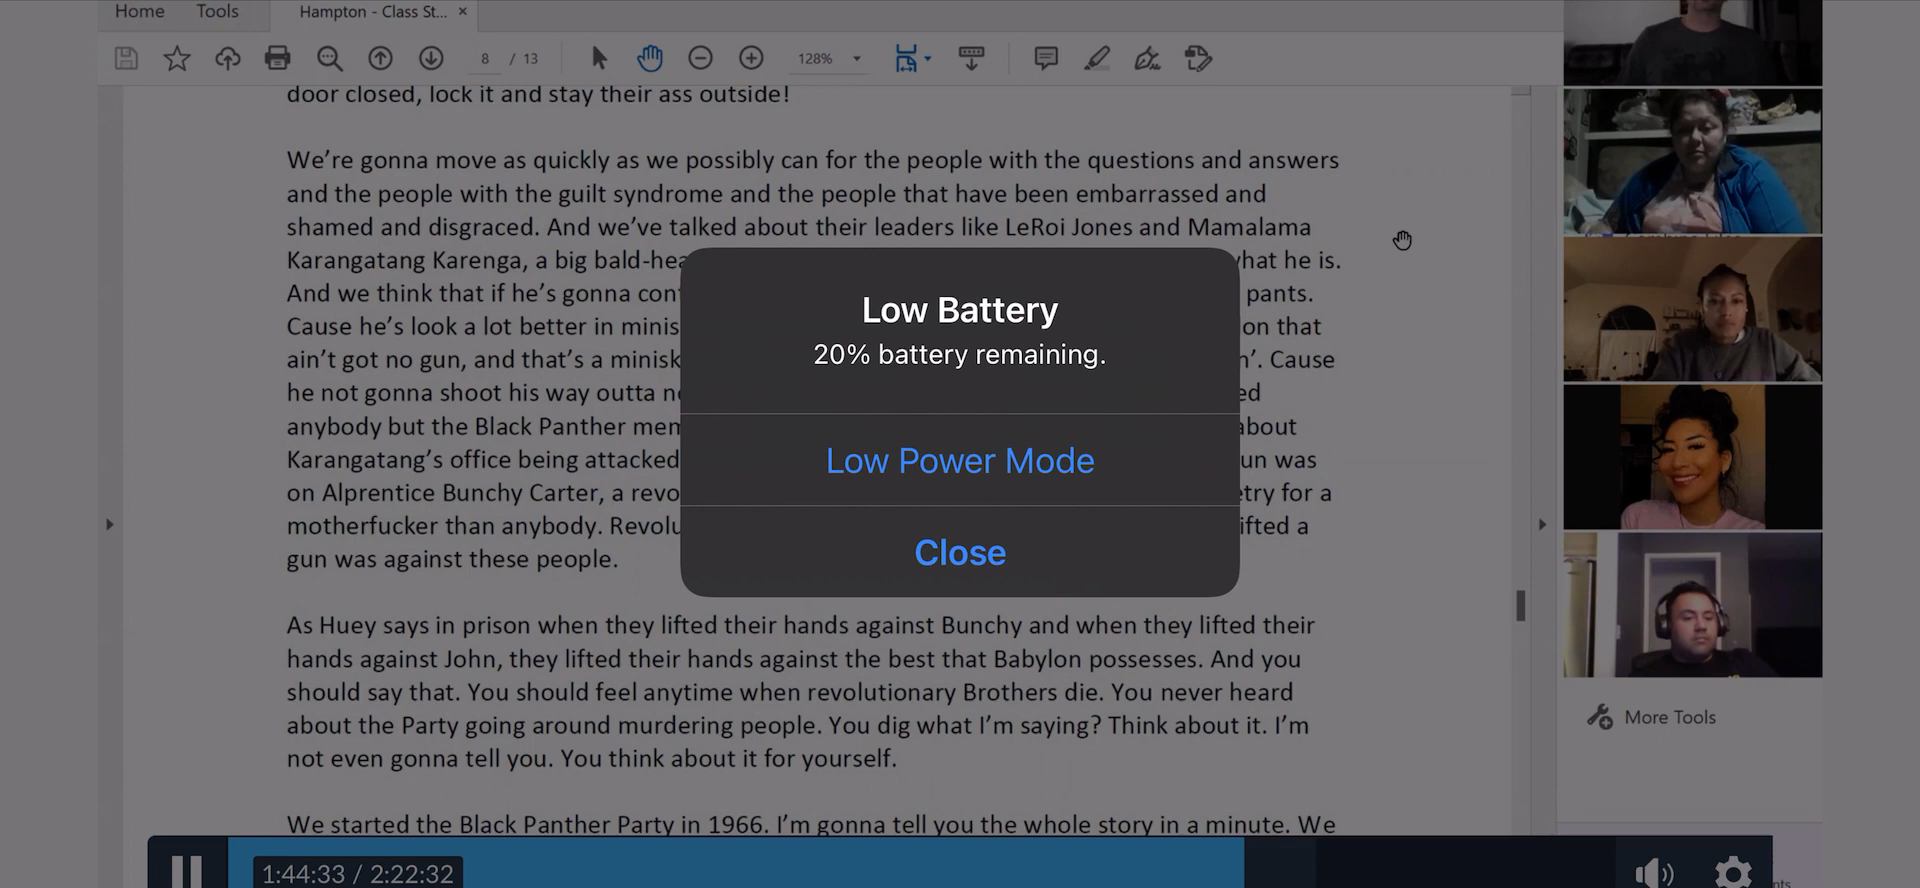 Home Tools Hampton - Class St... ×
8 / 13 128%
door closed, lock it and stay their ass outside!
We’re gonna move as quickly as we possibly can for the people with the questions and answers
and the people with the guilt syndrome and the people that have been embarrassed and
shamed and disgraced. And we’ve talked about their leaders like LeRoi Jones and Mamalama
Karangatang Karenga, a big bald-hea what he is.
And we think that if he’s gonna con pants.
Cause he’s look a lot better in minis on that
ain’t got no gun, and that’s a minisk n’. Cause
he not gonna shoot his way outta n ed
anybody but the Black Panther mem about
Karangatang’s office being attacked un was
on Alprentice Bunchy Carter, a revo etry for a
motherfucker than anybody. Revolu ifted a
gun was against these people.
Low Battery
20% battery remaining.
Low Power Mode
Close
As Huey says in prison when they lifted their hands against Bunchy and when they lifted their
hands against John, they lifted their hands against the best that Babylon possesses. And you
should say that. You should feel anytime when revolutionary Brothers die. You never heard
about the Party going around murdering people. You dig what I’m saying? Think about it. I’m
not even gonna tell you. You think about it for yourself.
We started the Black Panther Party in 1966. I’m gonna tell you the whole story in a minute. We
More Tools
1:44:33 / 2:22:32
nts